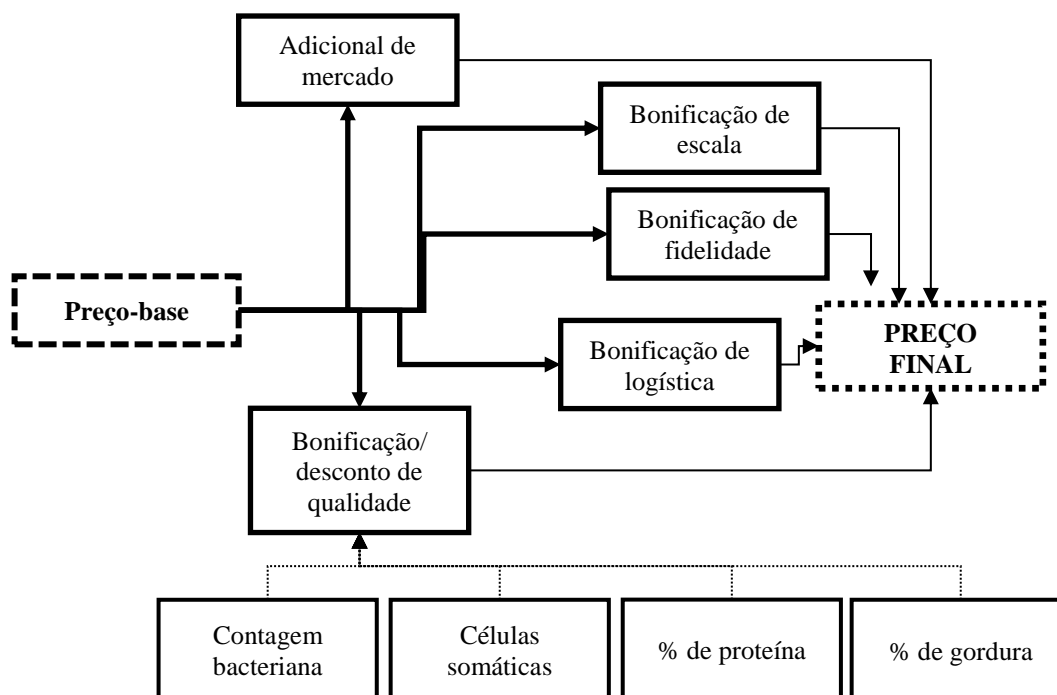 Adicional de
mercado
Bonificação de
escala
Bonificação de
fidelidade
Preço-base
Bonificação de
logística
PREÇO
FINAL
Bonificação/
desconto de
qualidade
Contagem
bacteriana
Células
somáticas
% de proteína
% de gordura